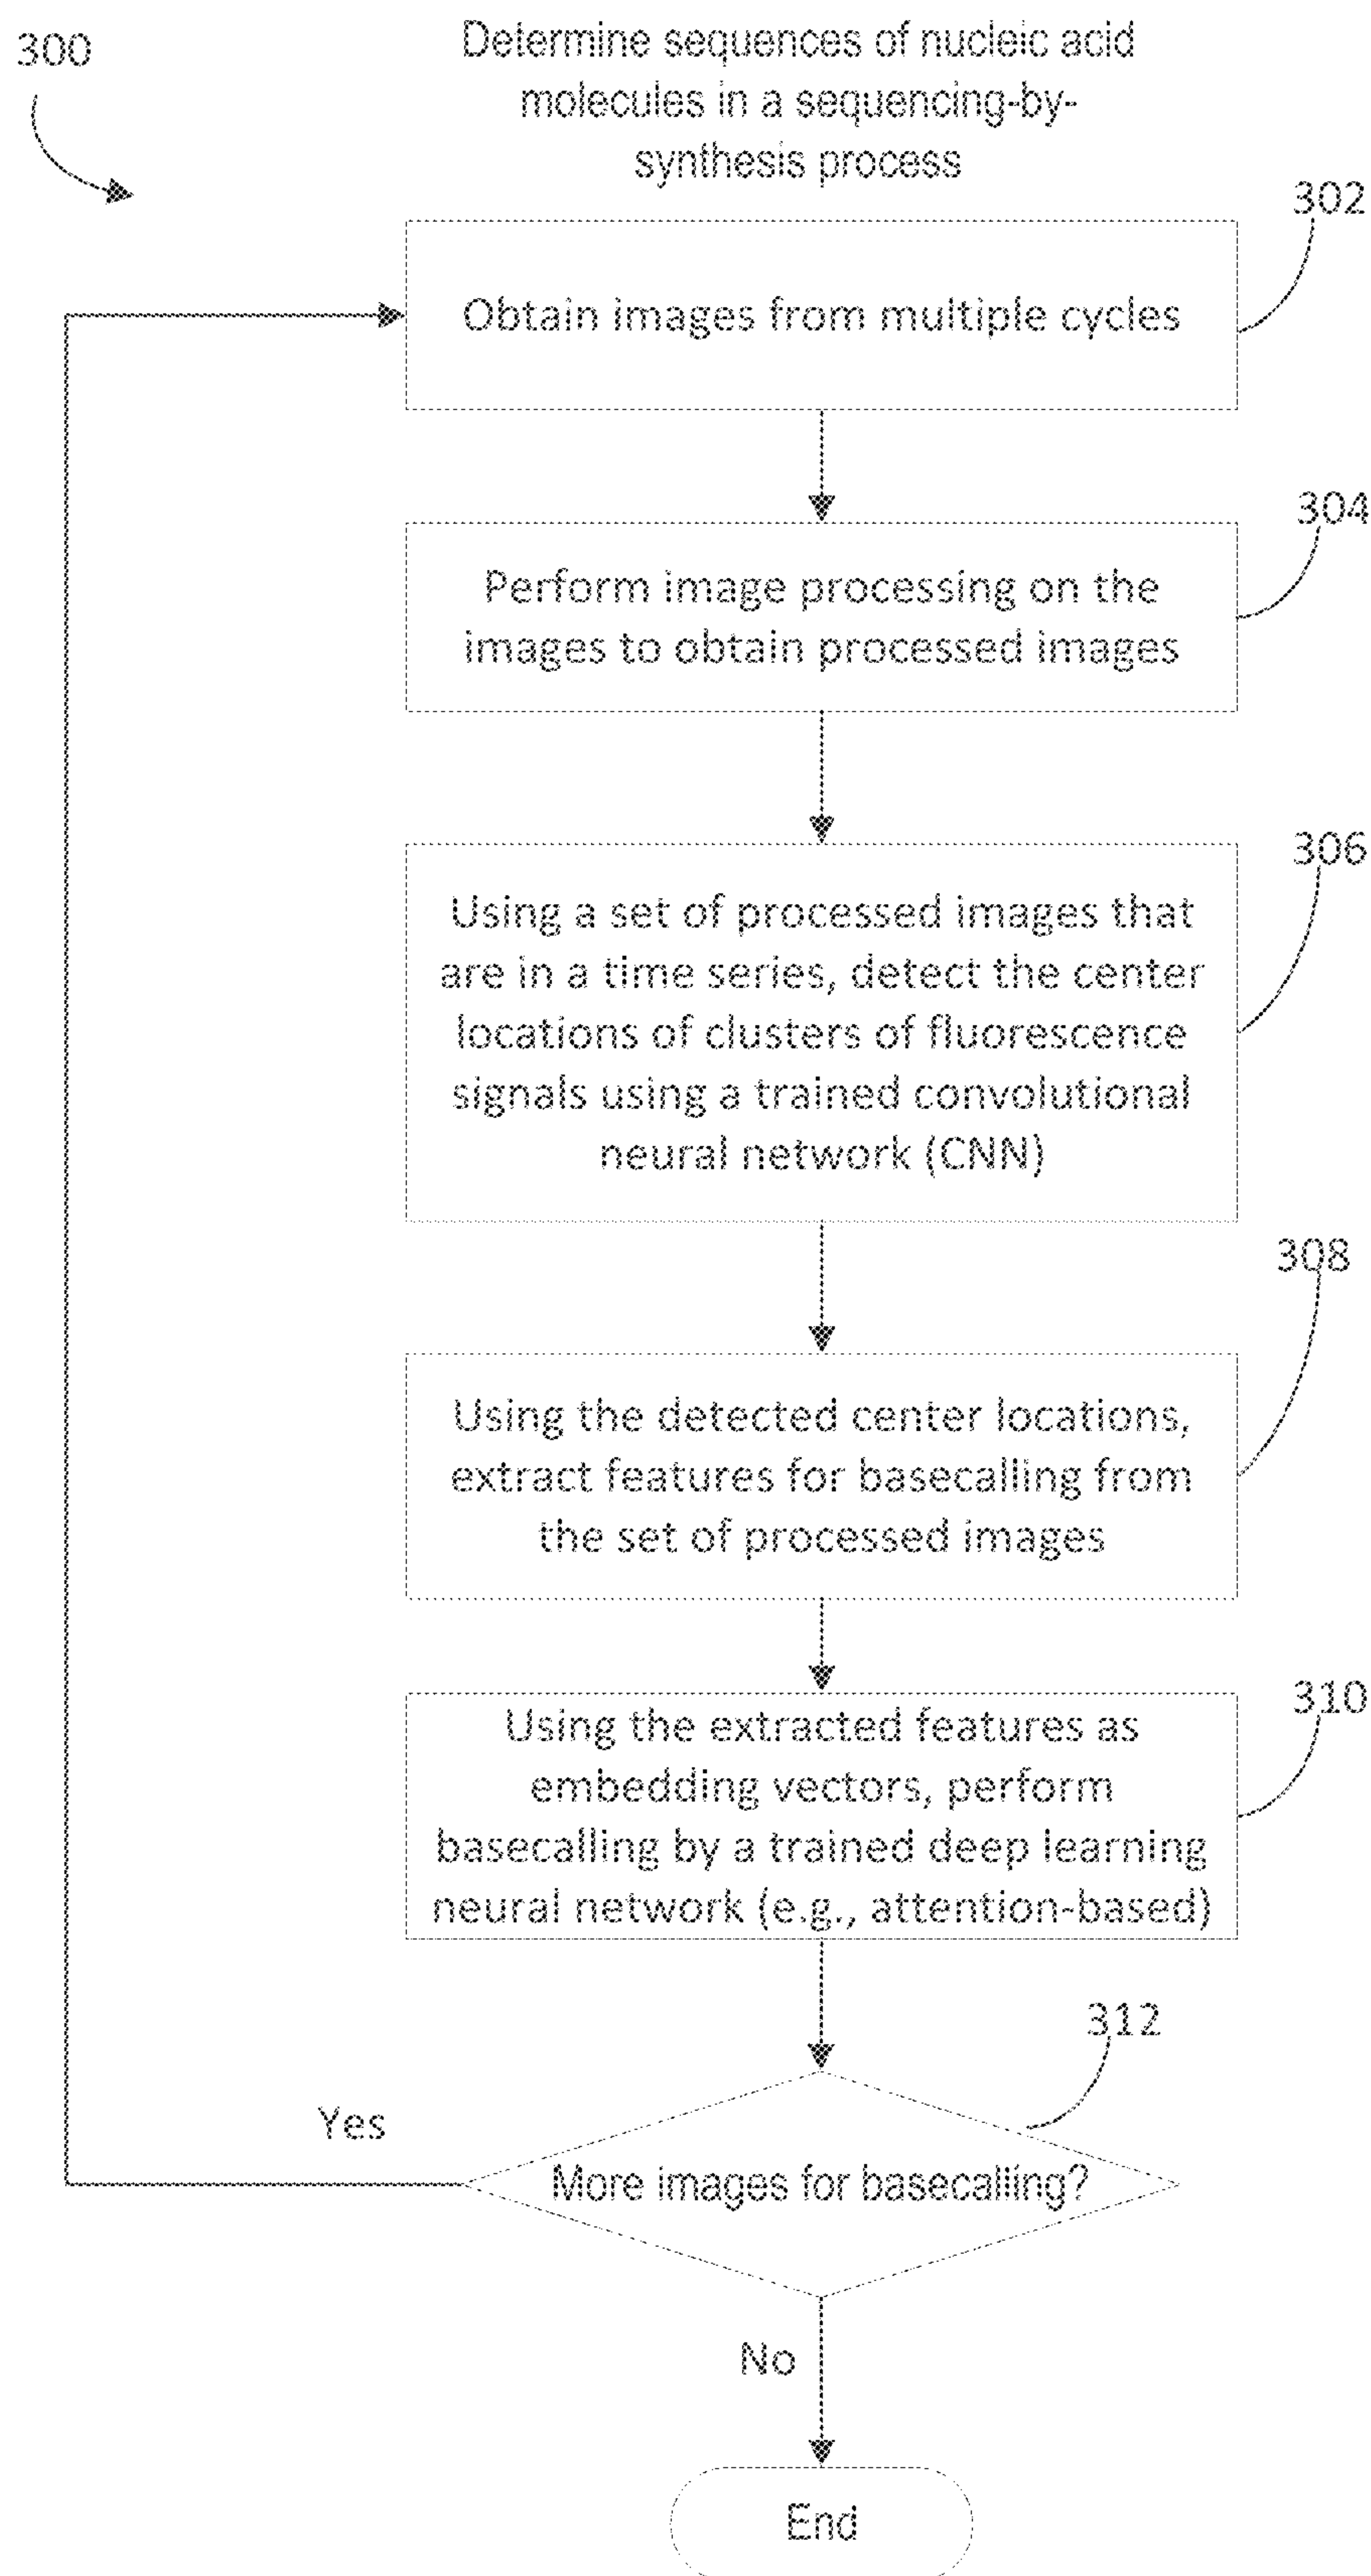 300
Determine sequences of nucleic acid
molecules in a sequencing-by-
synthesis process
302
Obtain images from multiple cycles
304
Perform image processing on the
images to obtain processed images
306
Using a set of processed images that
are in a time series, detect the center
locations of clusters of fluorescence
signals using a trained convolutional
neural network (CNN)
308
Using the detected center locations,
extract features for basecalling from
the set of processed images
310
Using the extracted features as
embedding vectors, perform
basecalling by a trained deep learning
neural network (e.g., attention-based)
312
Yes
More images for basecalling?
No
End